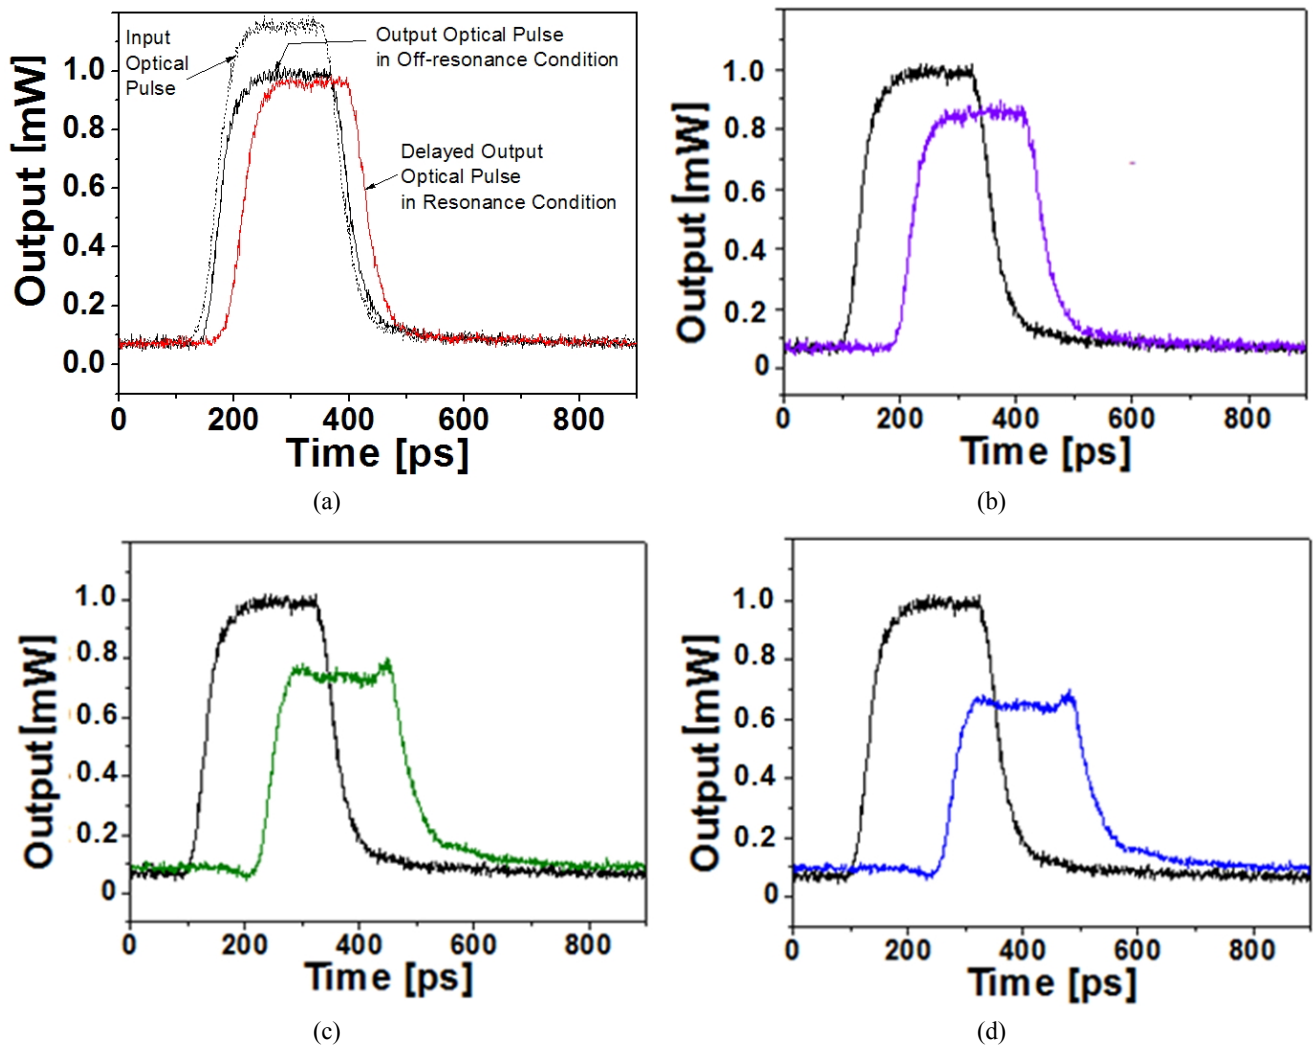 Input
Optical
Pulse
Output Optical Pulse
in Off-resonance Condition
Delayed Output
Optical Pulse
in Resonance Condition
Output [mW]
1.0
0.8
0.6
0.4
0.2
0.0
0 200 400 600 800
Time [ps]
(a)
Output[mW]
1.0
0.8
0.6
0.4
0.2
0
0 200 400 600 800
Time [ps]
(b)
Output[mW]
1.0
0.8
0.6
0.4
0.2
0
0 200 400 600 800
Time [ps]
(c)
Output[mW]
1.0
0.8
0.6
0.4
0.2
0
0 200 400 600 800
Time [ps]
(d)